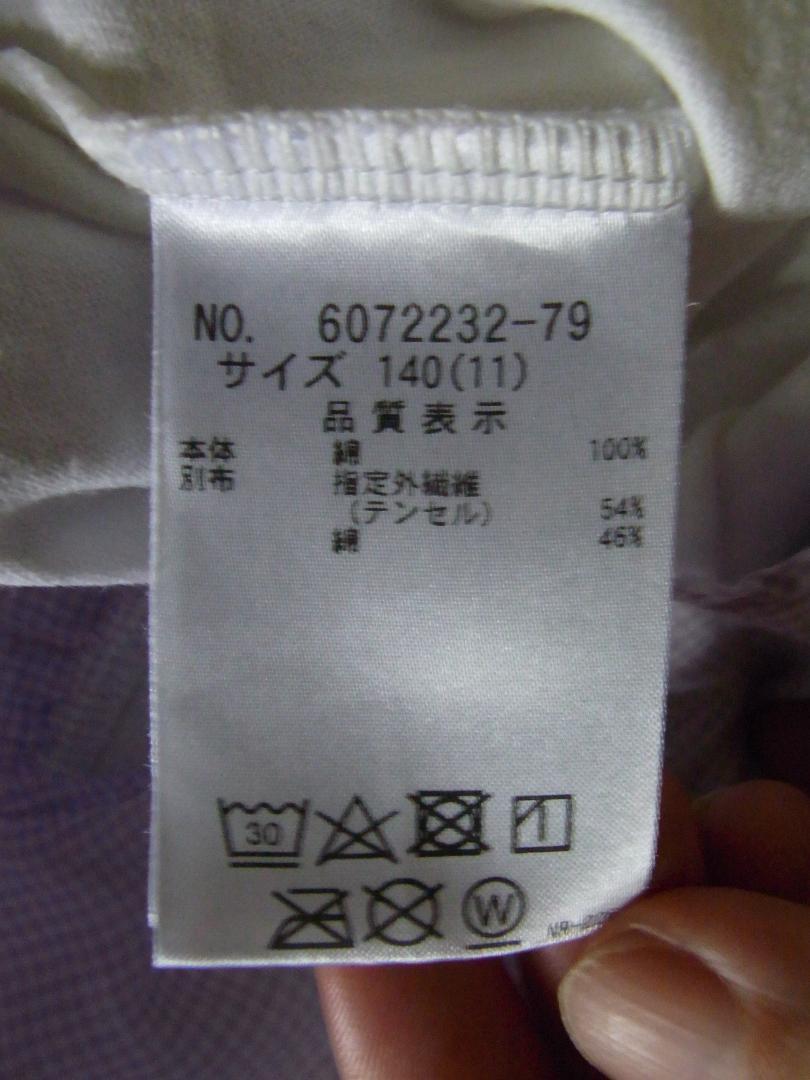 NO. 6072232-79
サイズ 140(11)
品質表示
本体 綿 100%
別布 指定外繊維
(テンセル) 54%
綿 46%
30
W